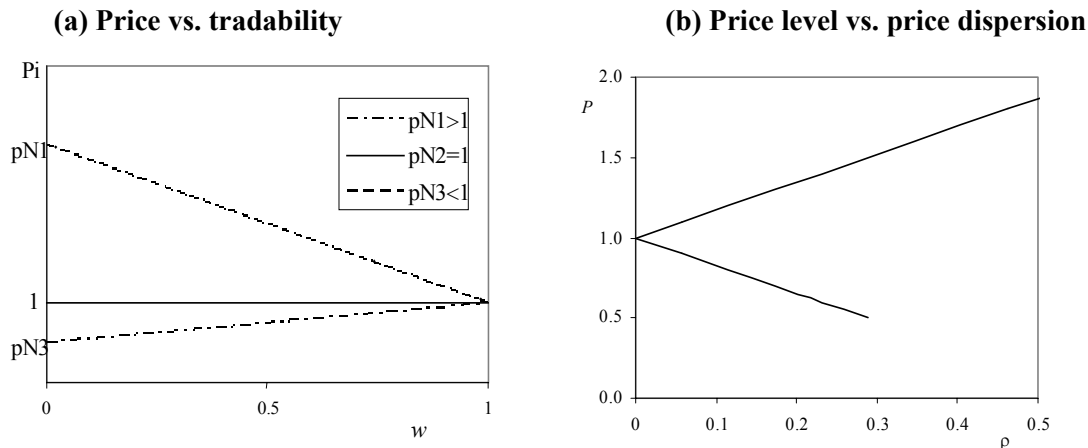 (a) Price vs. tradability
Pi
pN1
1
pN3
0
0.5
1
w
pN1>1
pN2=1
pN3<1
(b) Price level vs. price dispersion
P
2.0
1.5
1.0
0.5
0.0
0
0.1
0.2
0.3
0.4
0.5
ρ